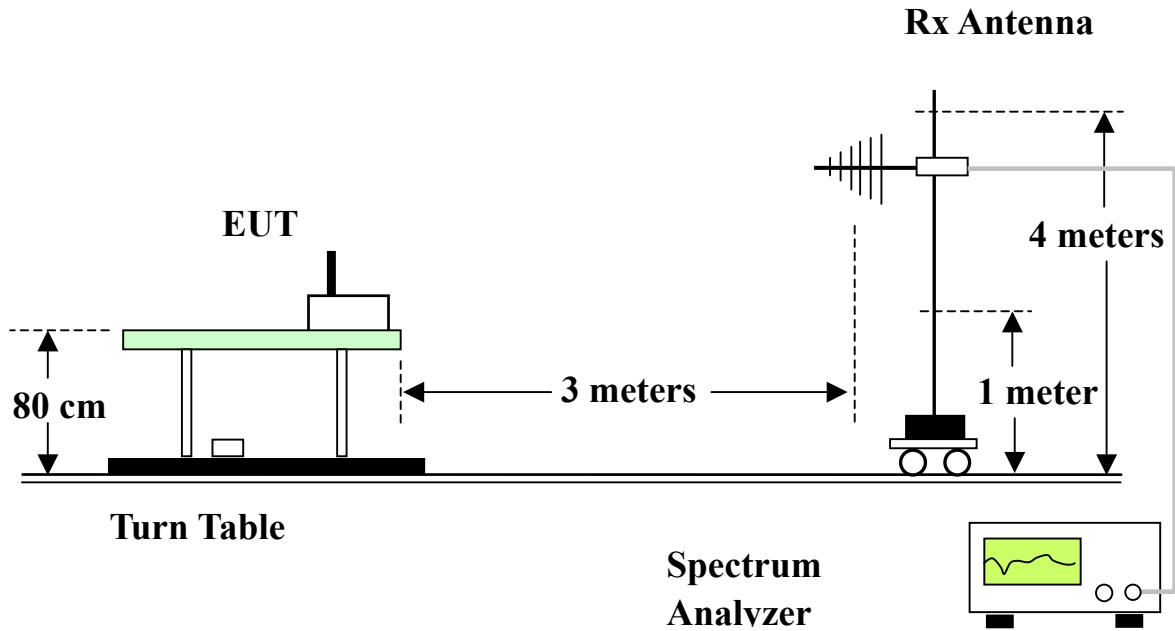 Rx Antenna
EUT
4 meters
3 meters
1 meter
80 cm
Turn Table
Spectrum
Analyzer